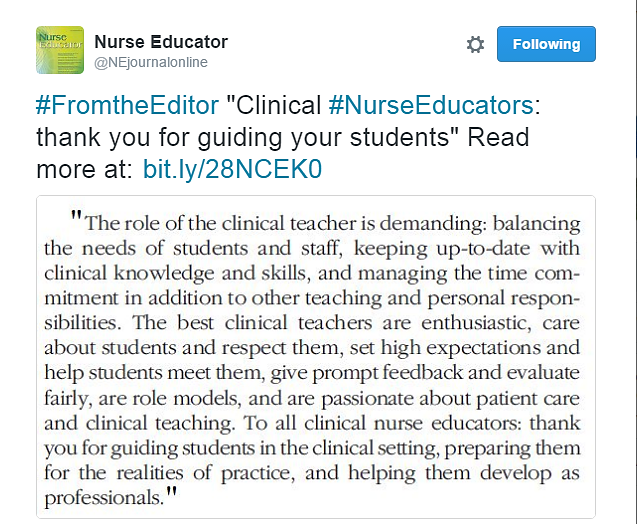 Nurse
Educator
Nurse Educator
@NEjournalonline
Following
#FromtheEditor "Clinical #NurseEducators:
thank you for guiding your students" Read
more at: bit.ly/28NCEK0
"The role of the clinical teacher is demanding: balancing
the needs of students and staff, keeping up-to-date with
clinical knowledge and skills, and managing the time com-
mitment in addition to other teaching and personal respon-
sibilities. The best clinical teachers are enthusiastic, care
about students and respect them, set high expectations and
help students meet them, give prompt feedback and evaluate
fairly, are role models, and are passionate about patient care
and clinical teaching. To all clinical nurse educators: thank
you for guiding students in the clinical setting, preparing them
for the realities of practice, and helping them develop as
professionals."